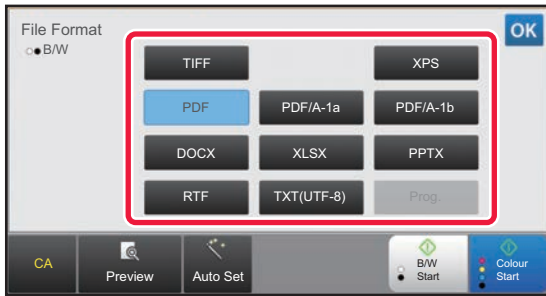 File Format
OK
B/W
TIFF XPS
PDF PDF/A-1a PDF/A-1b
DOCX XLSX PPTX
RTF TXT(UTF-8) Prog.
CA Preview Auto Set B/W Start Colour Start